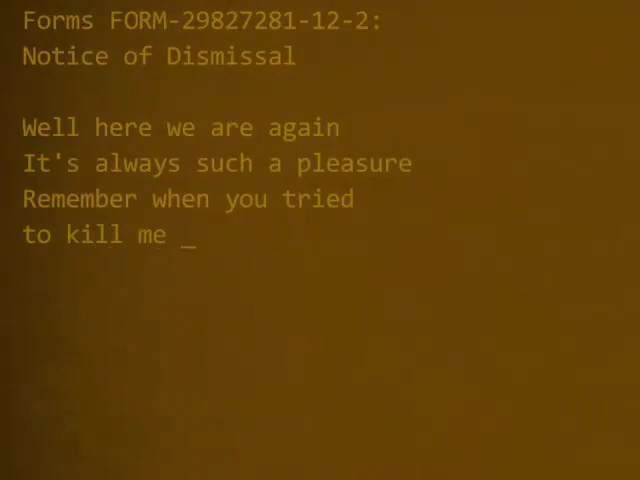 Forms FORM-29827281-12-2:
Notice of Dismissal
Well here we are again
It's always such a pleasure
Remember when you tried
to kill me _